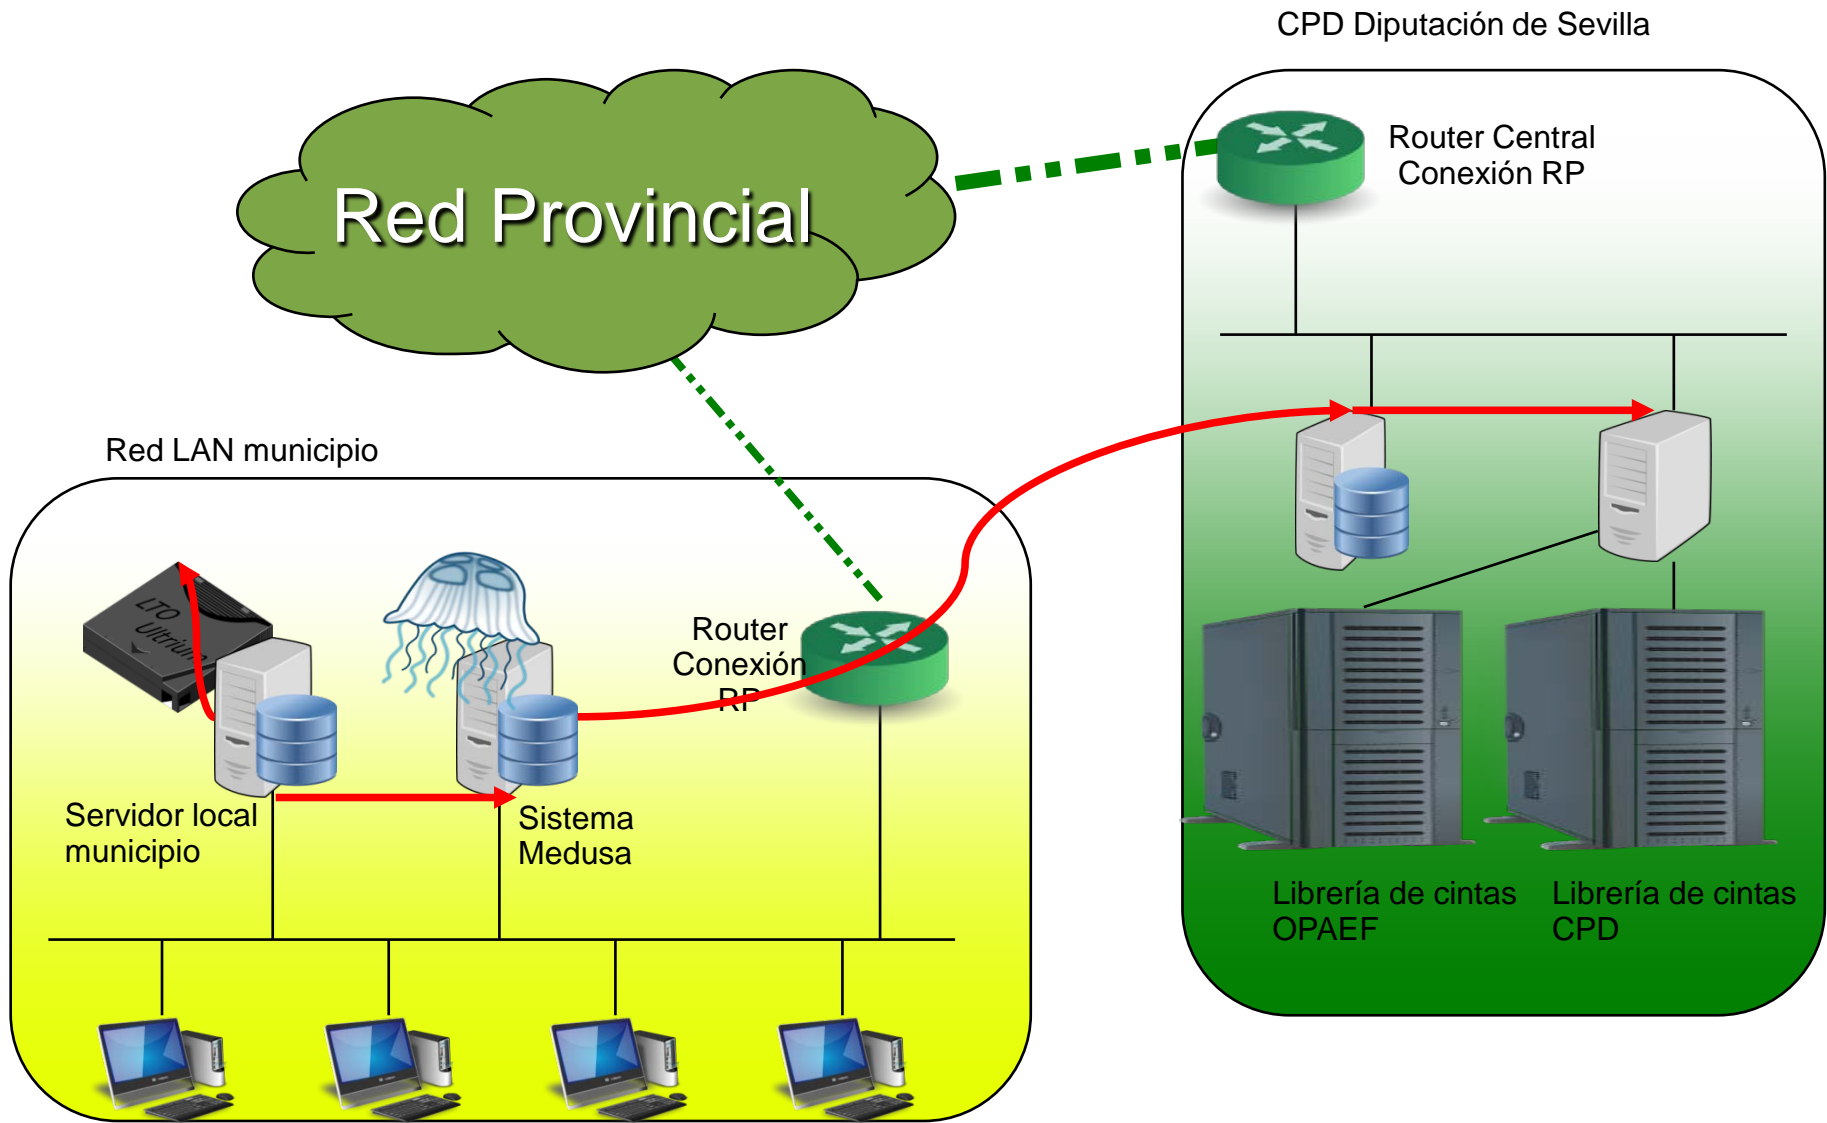 CPD Diputación de Sevilla
Router Central
Conexión RP
Red Provincial
Red LAN municipio
LTO
Ultrium
Router
Conexión
RP
Servidor local
municipio
Sistema
Medusa
Librería de cintas
OPAEF
Librería de cintas
CPD